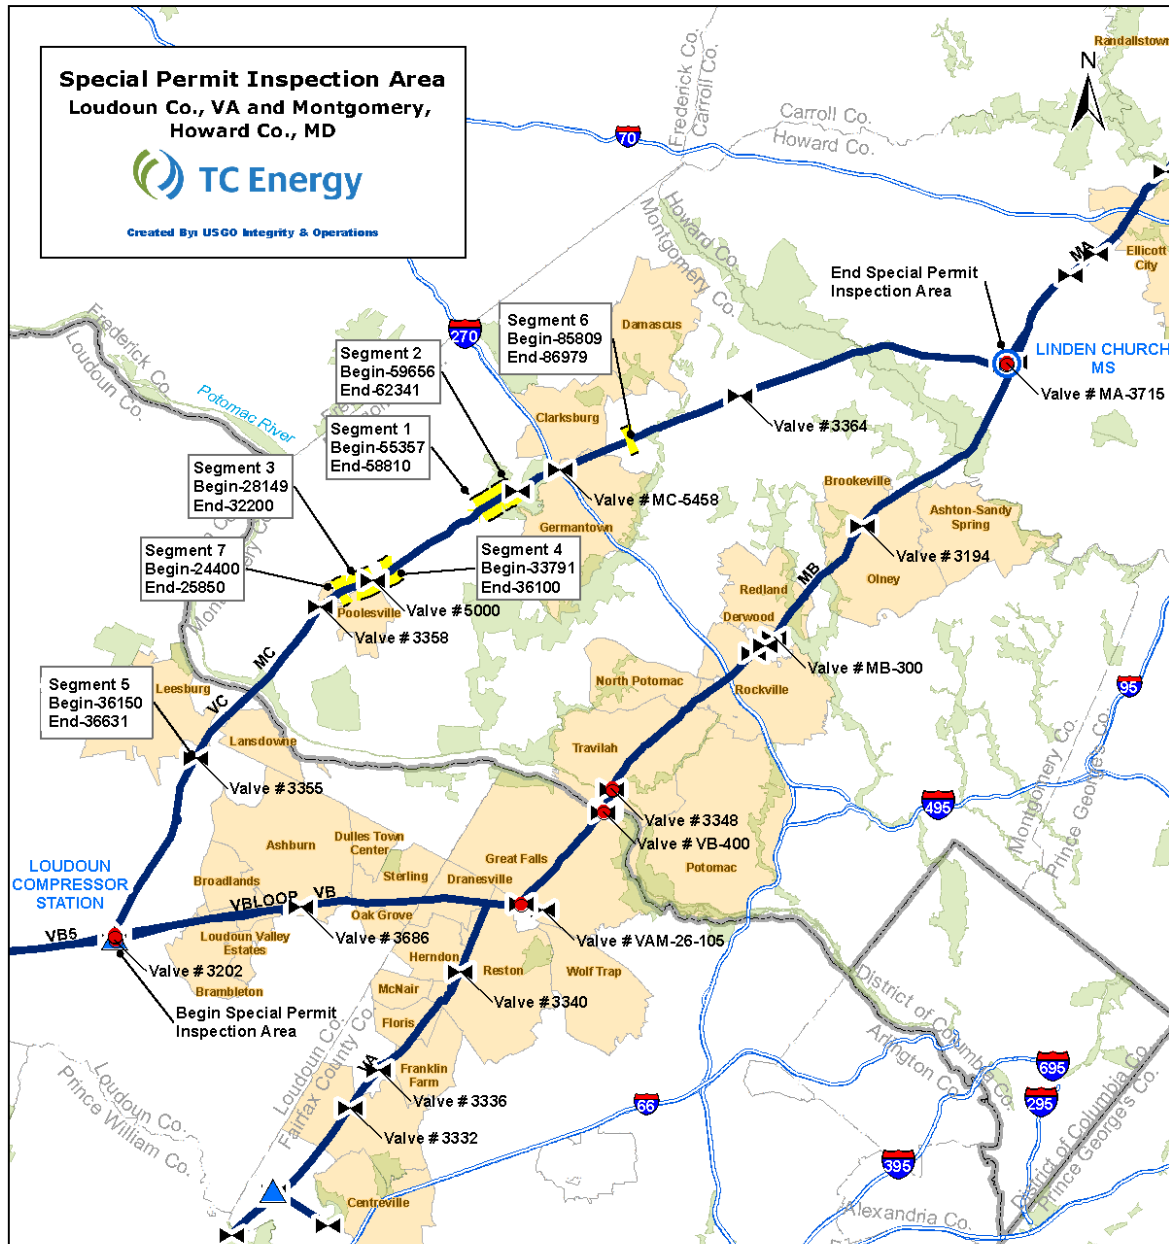 Special Permit Inspection Area
Loudoun Co., VA and Montgomery,
Howard Co., MD
TC Energy
Created By: USGO Integrity & Operations
N
Randallstown
Frederick Co.
Carroll Co.
Carroll Co.
Howard Co.
70
Howard Co.
Montgomery Co.
MA
Ellicott
City
End Special Permit
Inspection Area
LINDEN CHURCH
MS
Valve # MA-3715
Frederick Co.
Loudoun Co.
Potomac River
270
Damascus
Segment 6
Begin-85809
End-86979
Segment 2
Begin-59656
End-62341
Segment 1
Begin-55357
End-58810
Segment 3
Begin-28149
End-32200
Segment 7
Begin-24400
End-25850
Segment 4
Begin-33791
End-36100
Segment 5
Begin-36150
End-36631
Clarksburg
Valve # 3364
Valve # MC-5458
Germantown
Brookeville
Ashton-Sandy
Spring
Valve # 3194
Olney
MB
Redland
Derwood
Valve # MB-300
Rockville
North Potomac
Travilah
Valve # 5000
Poolesville
Valve # 3358
MC
VC
Leesburg
Lansdowne
Valve # 3355
95
Montgomery Co.
Prince George's Co.
495
Valve # 3348
Valve # VB-400
Potomac
Ashburn
Dulles Town
Center
Sterling
Great Falls
Dranesville
Broadlands
VBLOOP
VB
Oak Grove
LOUDOUN
COMPRESSOR
STATION
VB5
Loudoun Valley
Estates
Valve # 3686
Valve # VAM-26-105
Herndon
Reston
Wolf Trap
Valve # 3202
Brambleton
McNair
Valve # 3340
Floris
Begin Special Permit
Inspection Area
Loudoun Co.
Fairfax County Co.
Loudoun Co.
Prince William Co.
VA
Franklin
Farm
Valve # 3336
Valve # 3332
Centreville
66
District of Columbia Co.
Arlington Co.
695
295
395
District of Columbia Co.
Prince George's Co.
Alexandria Co.